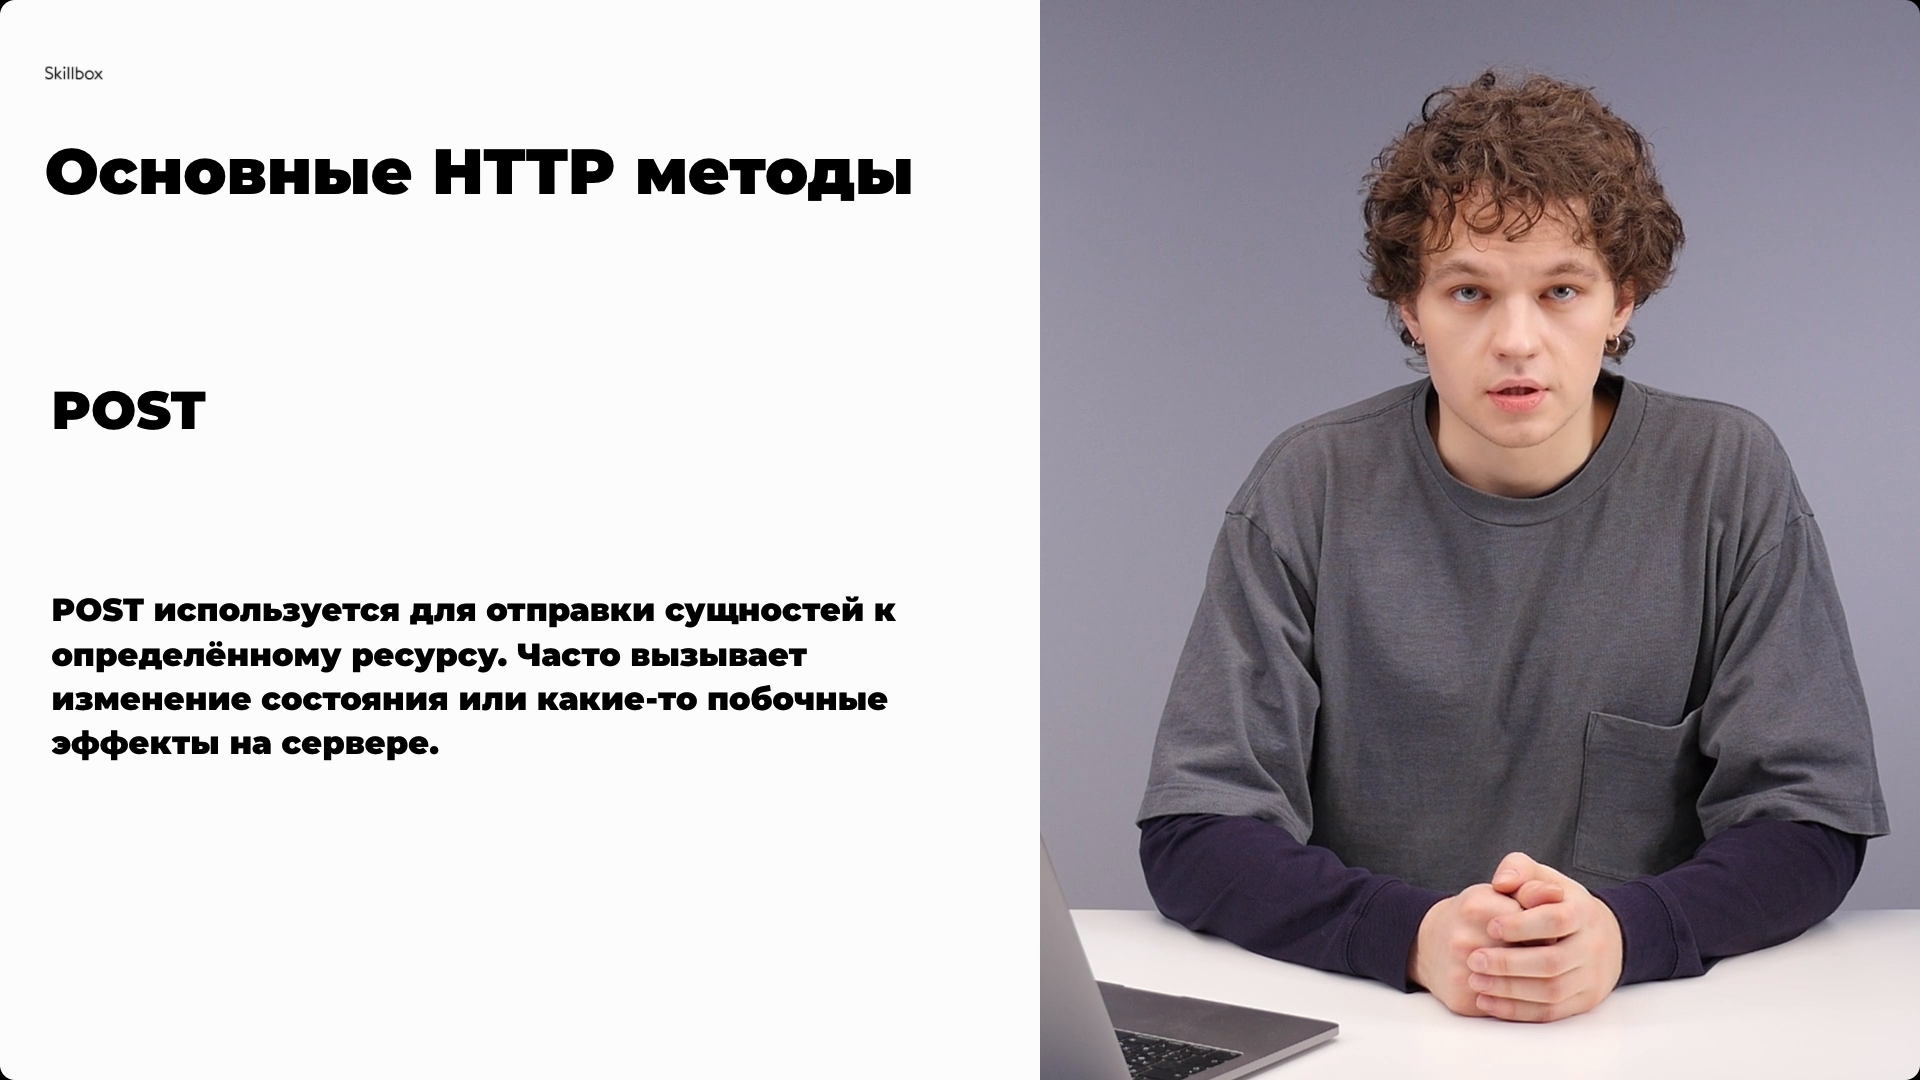 Skillbox
Основные HTTP методы
POST
POST используется для отправки сущностей к
определённому ресурсу. Часто вызывает
изменение состояния или какие-то побочные
эффекты на сервере.